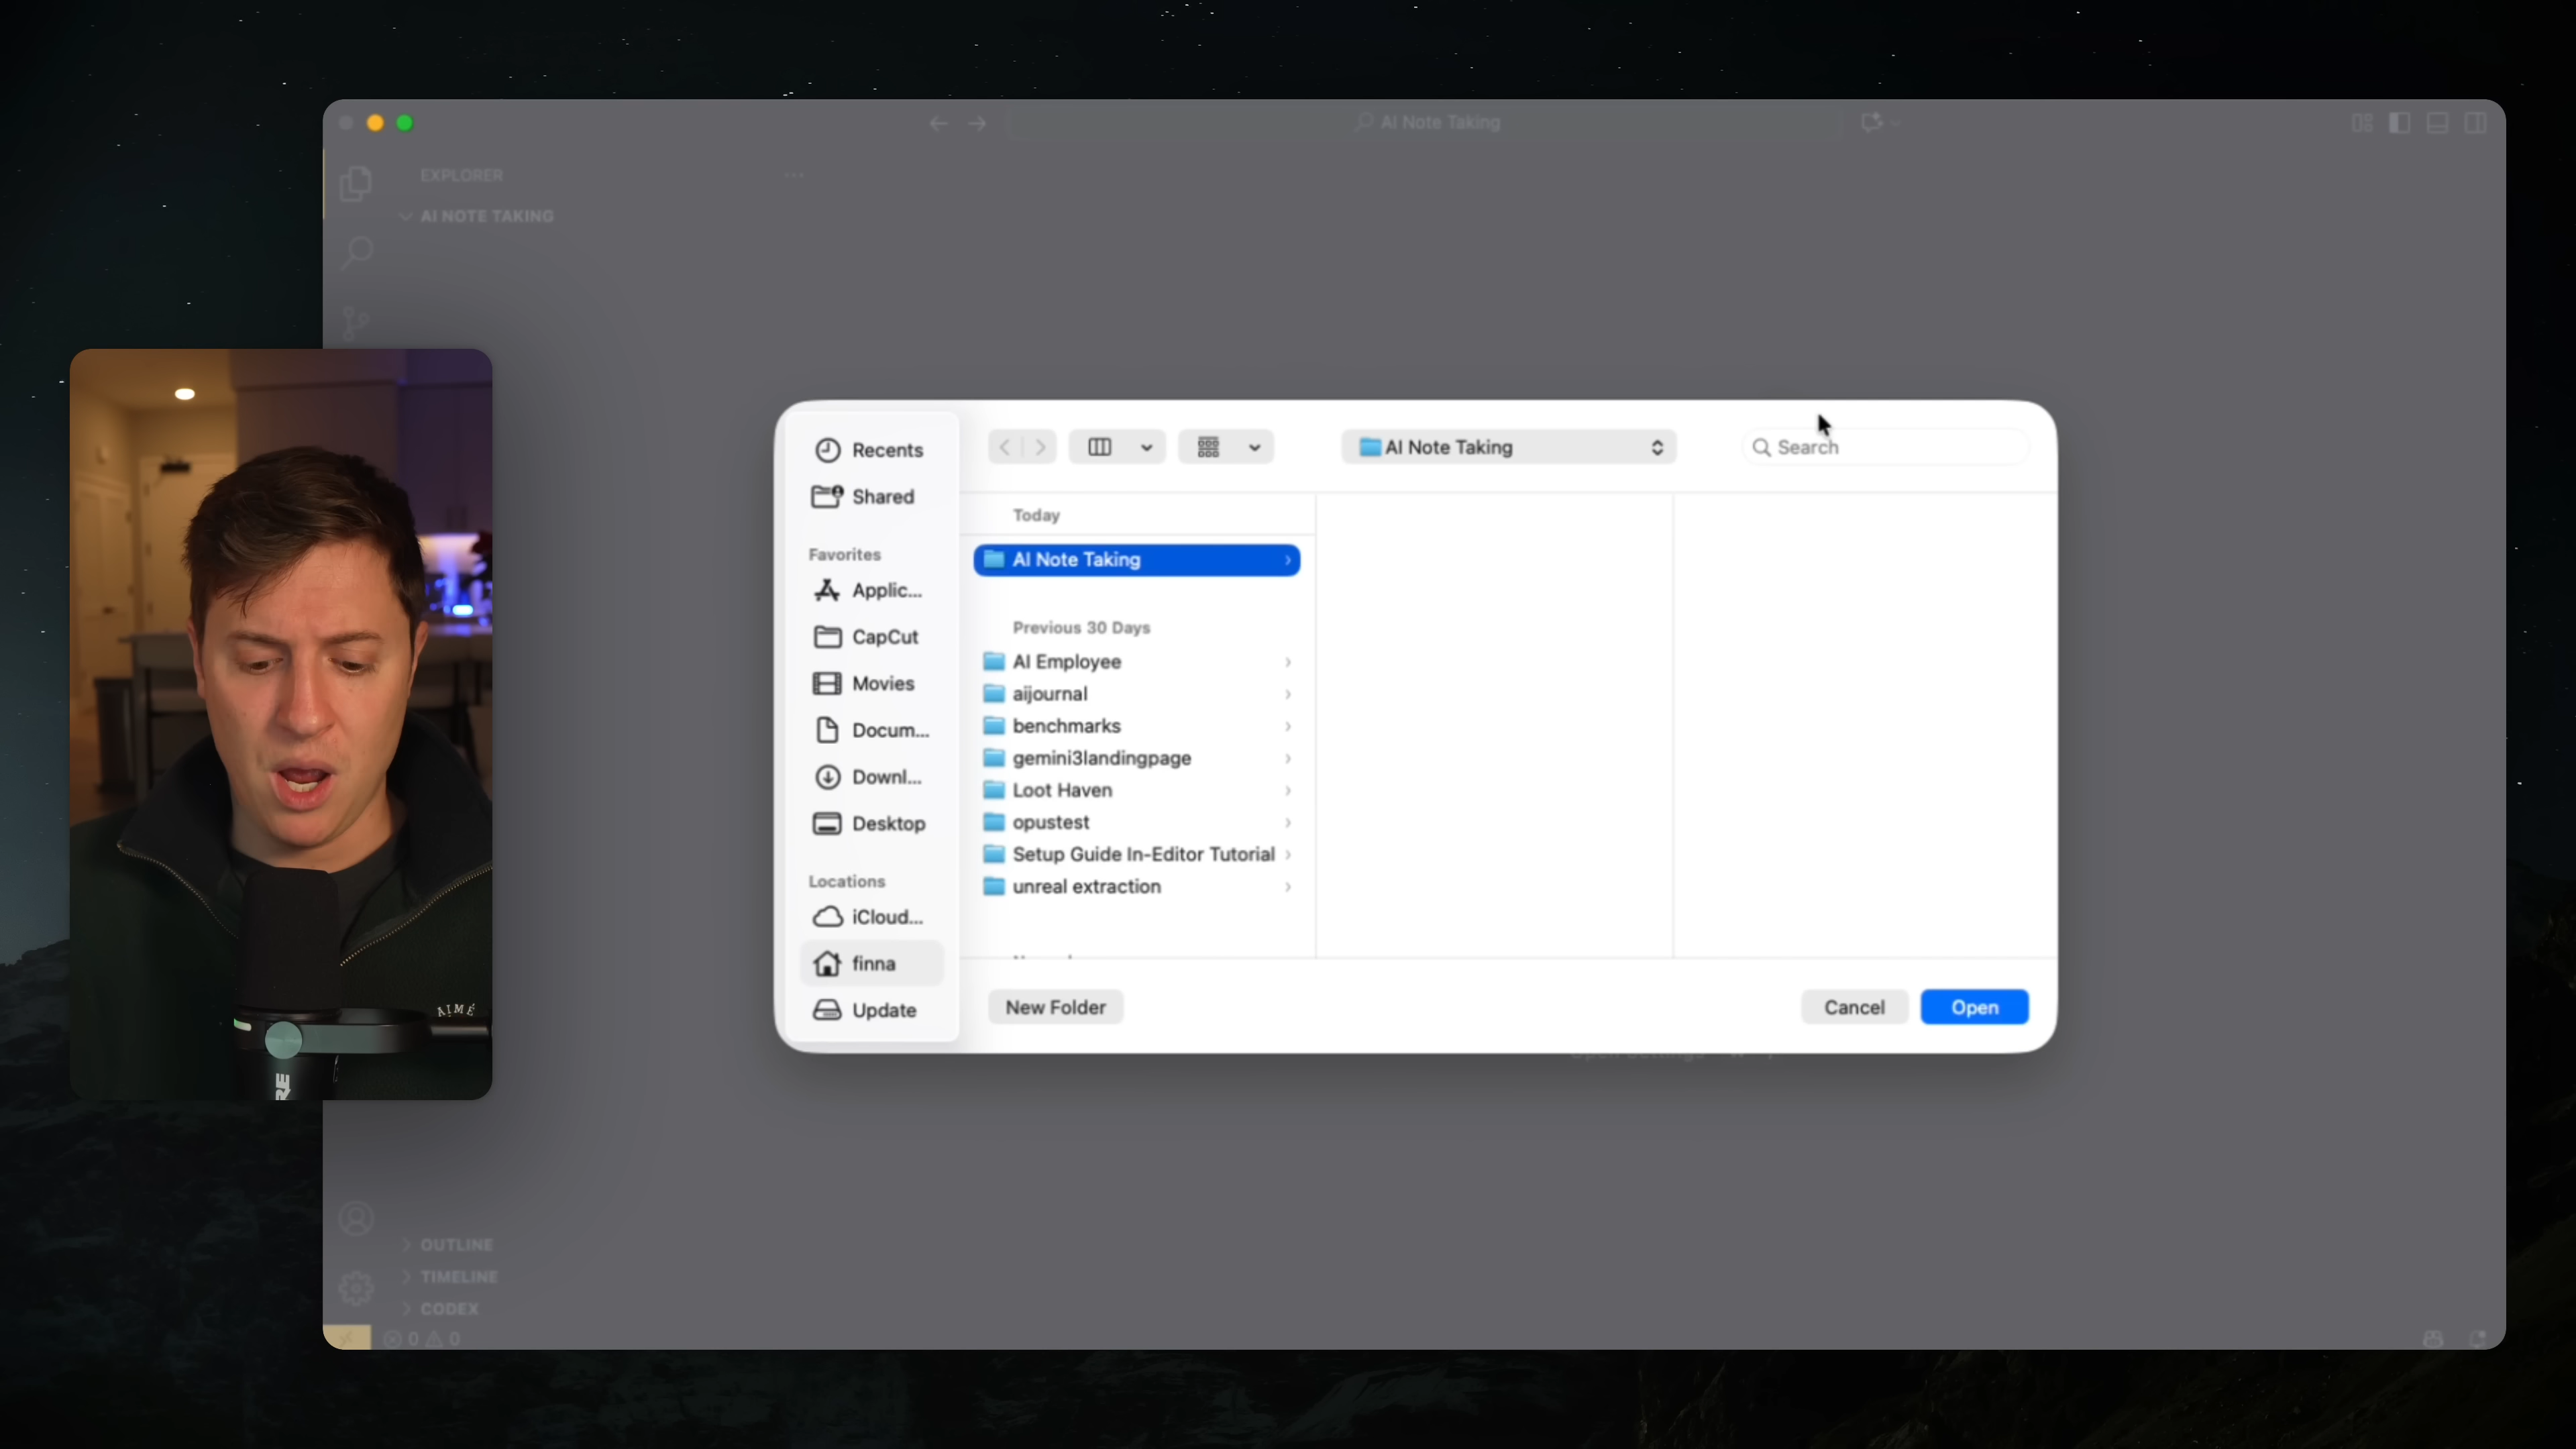 AI Note Taking
EXPLORER
AI NOTE TAKING
Recents
Shared
Favorites
Applic...
CapCut
Movies
Docum...
Downl...
Desktop
Locations
iCloud...
finna
Update
AI Note Taking
Search
Today
AI Note Taking
Previous 30 Days
AI Employee
aijournal
benchmarks
gemini3landingpage
Loot Haven
opustest
Setup Guide In-Editor Tutorial
unreal extraction
New Folder
Cancel
Open
AIMÉ
RE
OUTLINE
TIMELINE
CODEX
0 0